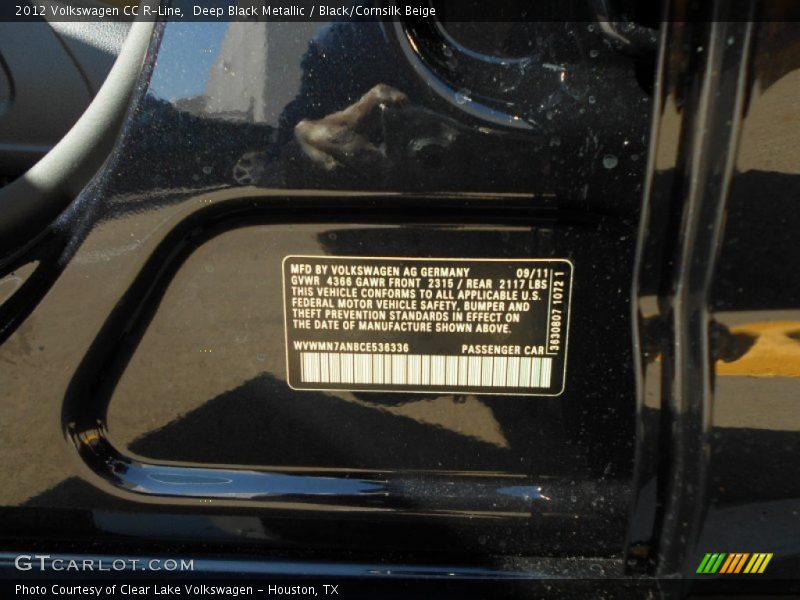 2012 Volkswagen CC R-Line, Deep Black Metallic / Black/Cornsilk Beige
MFD BY VOLKSWAGEN AG GERMANY 09/11
GVWR 4366 GAWR FRONT 2315 / REAR 2117 LBS
THIS VEHICLE CONFORMS TO ALL APPLICABLE U.S.
FEDERAL MOTOR VEHICLE SAFETY, BUMPER AND
THEFT PREVENTION STANDARDS IN EFFECT ON
THE DATE OF MANUFACTURE SHOWN ABOVE.
WVWMN7AN8CE536336 PASSENGER CAR
3630807 1072 1
GTCARLOT.COM
Photo Courtesy of Clear Lake Volkswagen - Houston, TX